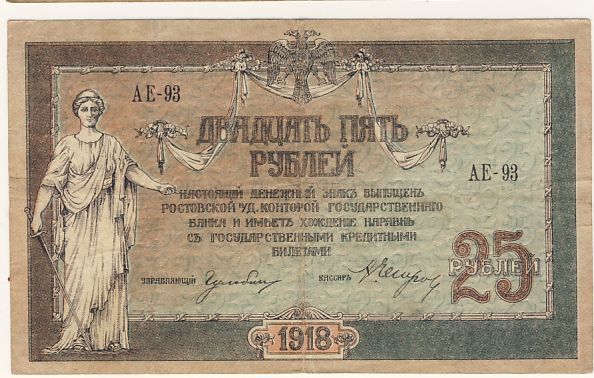 АЕ-93
ДВАДЦАТЬ ПЯТЬ
РУБЛЕЙ
АЕ-93
НАСТОЯЩІЙ ДЕНЕЖНЫЙ ЗНАКЪ ВЫПУЩЕН
РОСТОВСКОЙ Н/Д. КОНТОРОЙ ГОСУДАРСТВЕННАГО
БАНКА И ИМѢЕТЪ ХОЖДЕНІЕ НАРАВНѢ
СЪ ГОСУДАРСТВЕННЫМИ КРЕДИТНЫМИ
БИЛЕТАМИ
УПРАВЛЯЮЩІЙ
КАССИРЪ
25
РУБЛЕЙ
1918